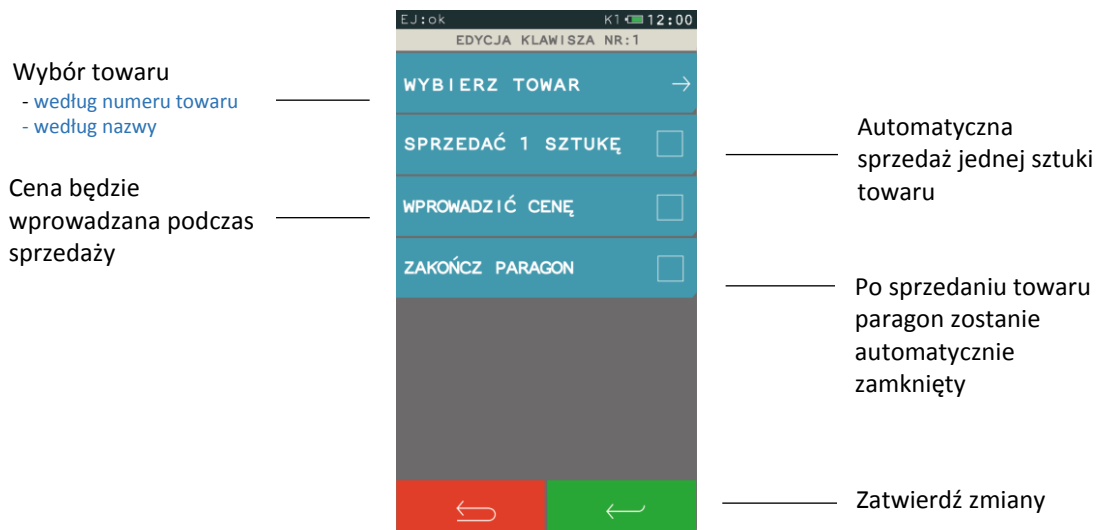 EJ:ok K1 12:00
EDYCJA KLAWISZA NR:1
Wybór towaru
- według numeru towaru
- według nazwy
WYBIERZ TOWAR →
SPRZEDAĆ 1 SZTUKĘ
Automatyczna
sprzedaż jednej sztuki
towaru
Cena będzie
wprowadzana podczas
sprzedaży
WPROWADZIĆ CENĘ
ZAKOŃCZ PARAGON
Po sprzedaniu towaru
paragon zostanie
automatycznie
zamknięty
Zatwierdź zmiany